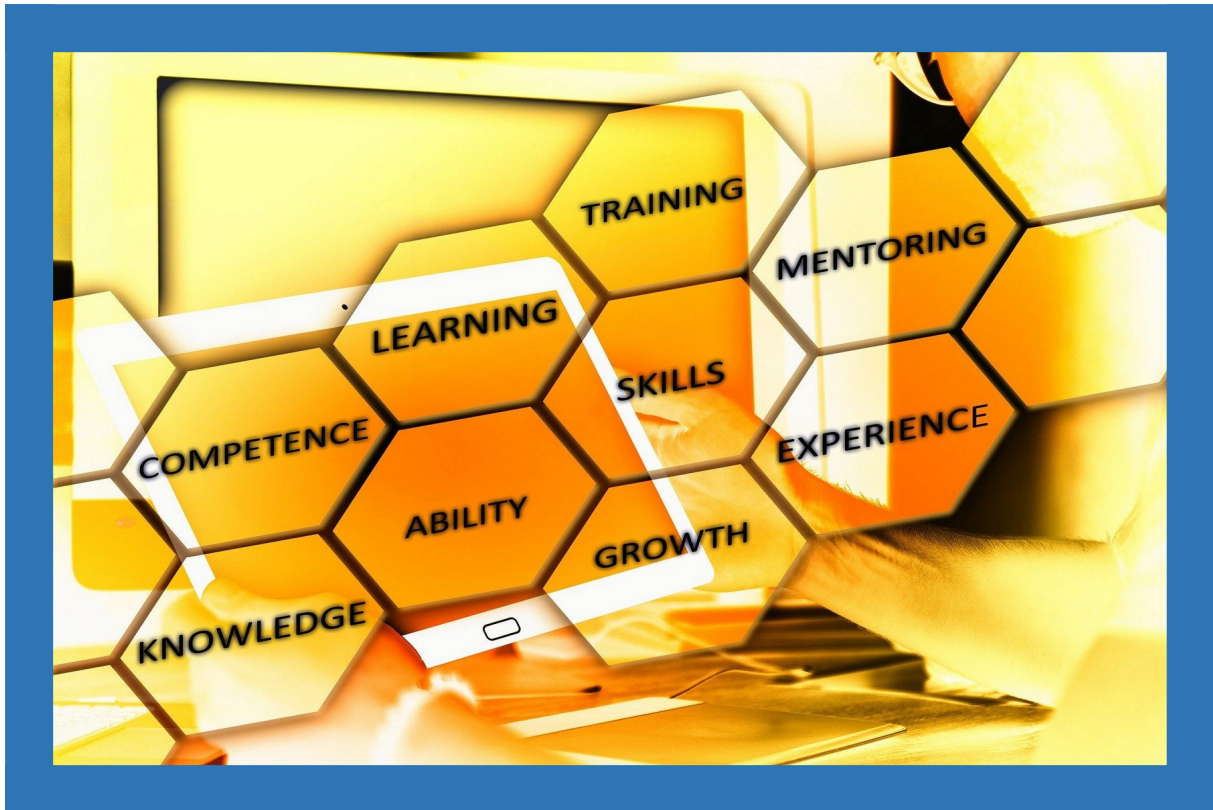 TRAINING
MENTORING
LEARNING
SKILLS
COMPETENCE
EXPERIENCE
ABILITY
GROWTH
KNOWLEDGE